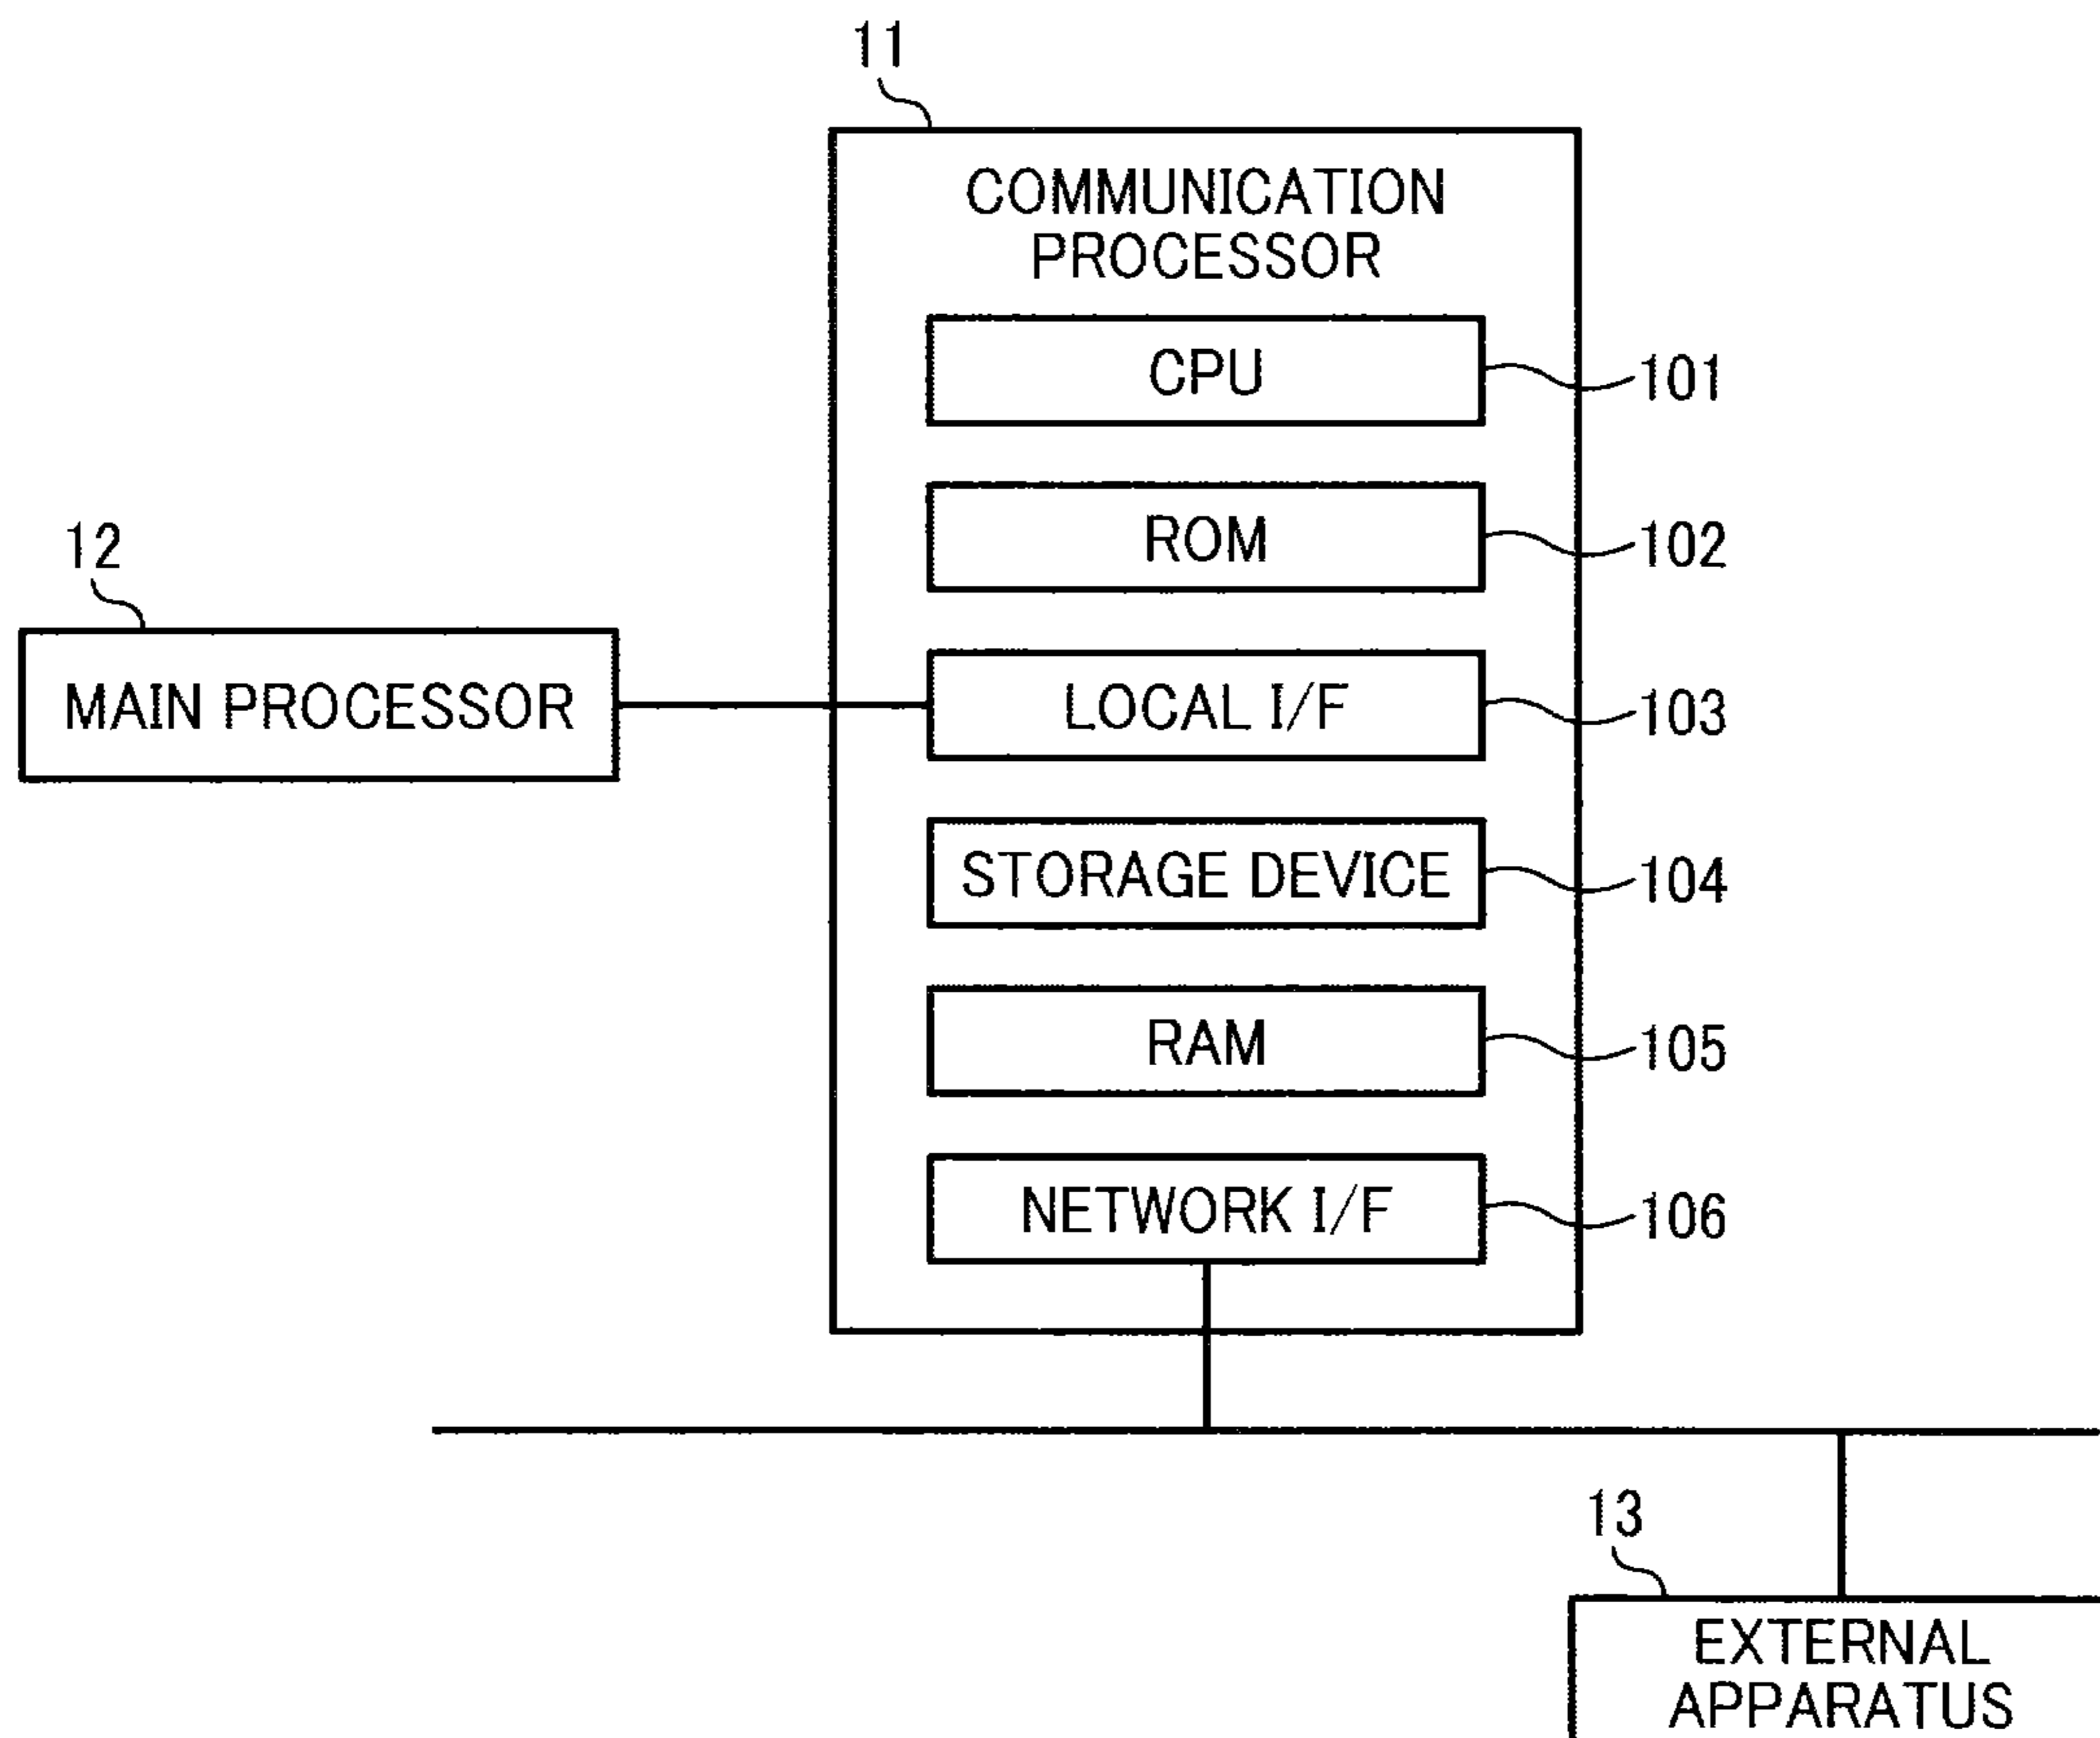 11
COMMUNICATION
PROCESSOR
CPU
101
ROM
102
12
MAIN PROCESSOR
LOCAL I/F
103
STORAGE DEVICE
104
RAM
105
NETWORK I/F
106
13
EXTERNAL
APPARATUS